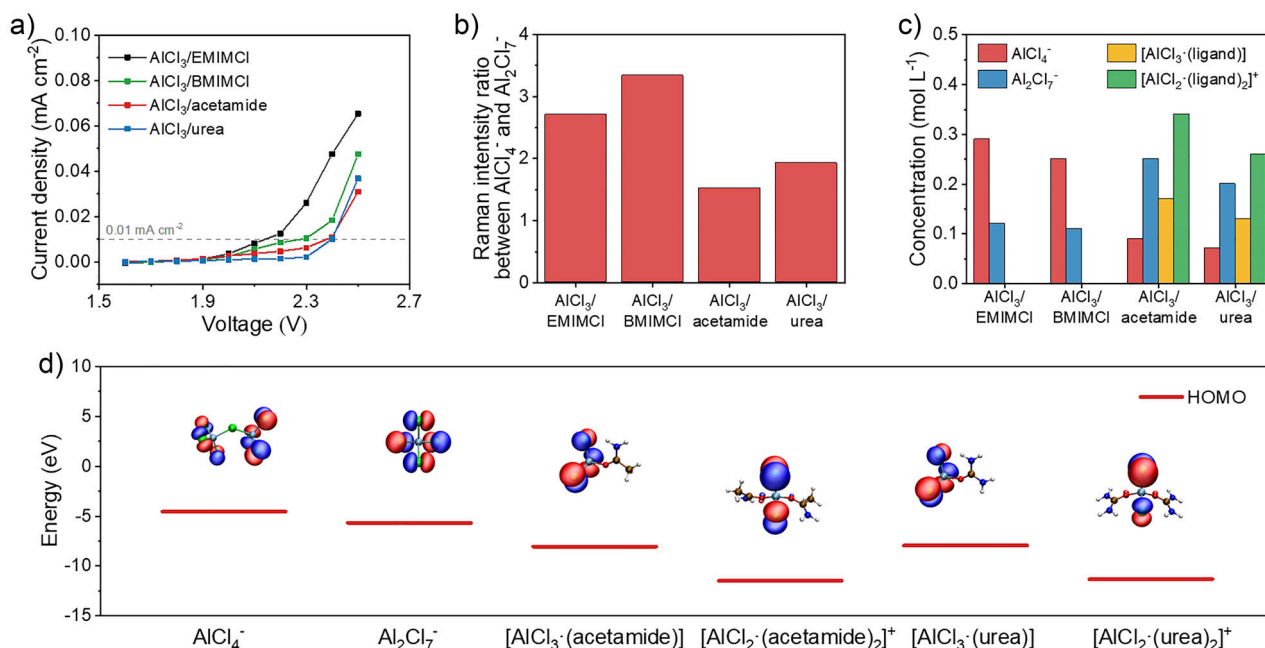 a)
Current density (mA cm⁻²)
0.10
0.08
0.06
0.04
0.02
0.00
AlCl₃/EMIMCl
AlCl₃/BMIMCl
AlCl₃/acetamide
AlCl₃/urea
0.01 mA cm⁻²
1.5 1.9 2.3 2.7
Voltage (V)
b)
Raman intentsity ratio
between AlCl₄⁻ and Al₂Cl₇⁻
4
3
2
1
0
AlCl₃/ AlCl₃/ AlCl₃/ AlCl₃/
EMIMCl BMIMCl acetamide urea
c)
Concentration (mol L⁻¹)
AlCl₄⁻ [AlCl₃·(ligand)]
Al₂Cl₇⁻ [AlCl₂·(ligand)₂]⁺
0.4
0.3
0.2
0.1
0.0
AlCl₃/ AlCl₃/ AlCl₃/ AlCl₃/
EMIMCl BMIMCl acetamide urea
d)
Energy (eV)
10
5
0
-5
-10
-15
HOMO
AlCl₄⁻ Al₂Cl₇⁻ [AlCl₃·(acetamide)] [AlCl₂·(acetamide)₂]⁺ [AlCl₃·(urea)] [AlCl₂·(urea)₂]⁺